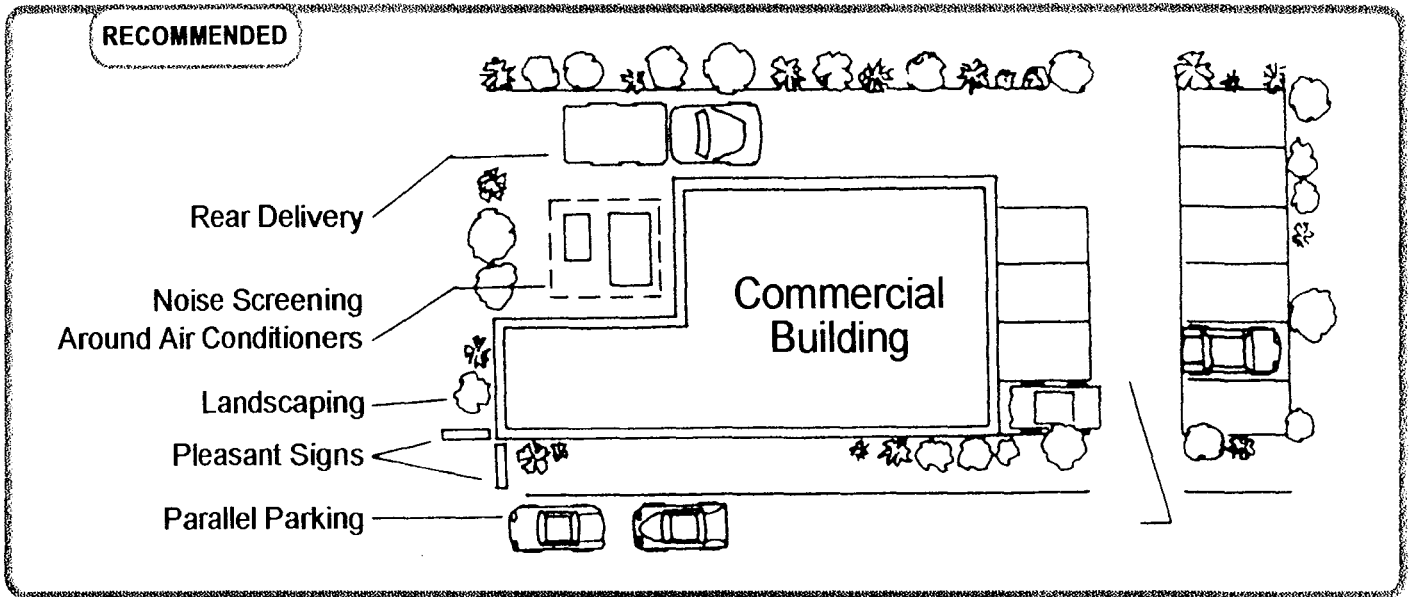 RECOMMENDED
Rear Delivery
Noise Screening
Around Air Conditioners
Commercial
Building
Landscaping
Pleasant Signs
Parallel Parking